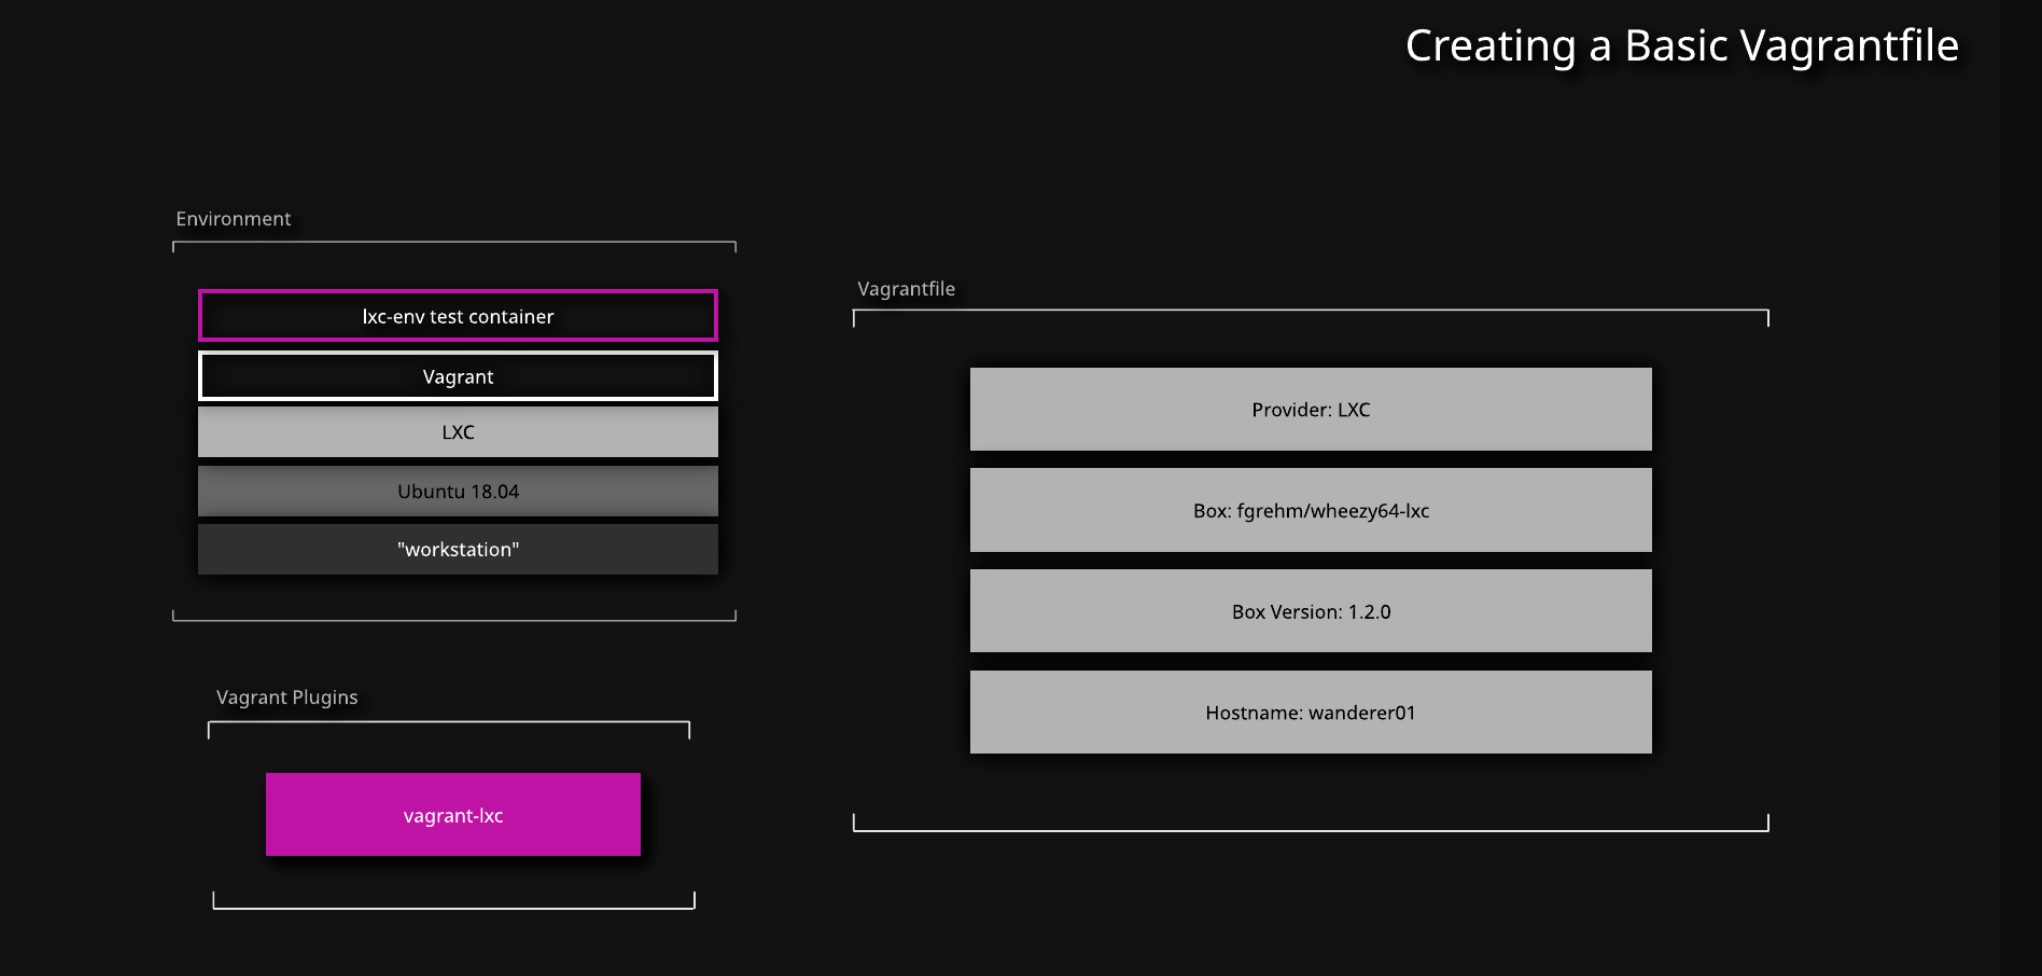 Creating a Basic Vagrantfile
Environment
lxc-env test container
Vagrant
LXC
Ubuntu 18.04
"workstation"
Vagrant Plugins
vagrant-lxc
Vagrantfile
Provider: LXC
Box: fgrehm/wheezy64-lxc
Box Version: 1.2.0
Hostname: wanderer01